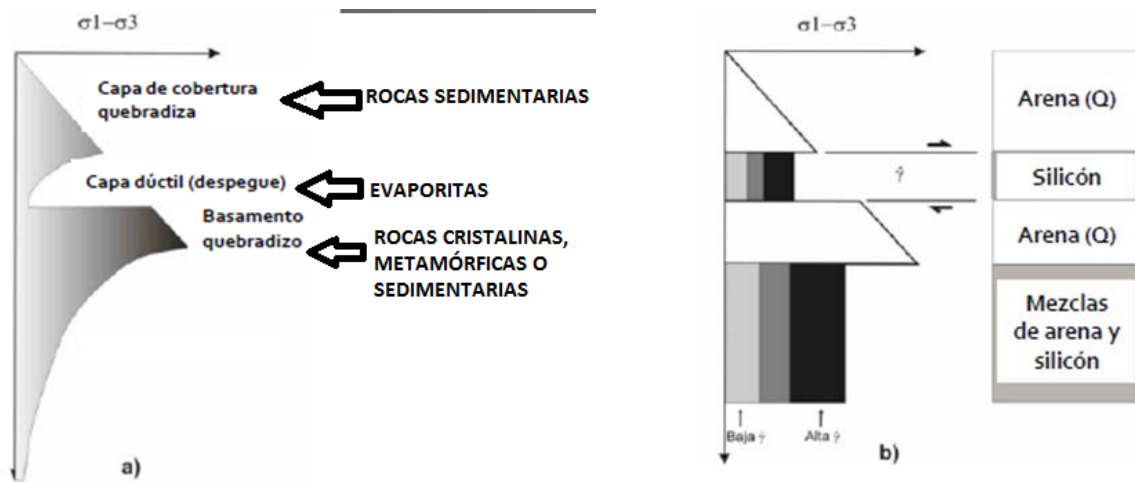 σ1−σ3
Capa de cobertura
quebradiza
ROCAS SEDIMENTARIAS
Capa dúctil (despegue)
EVAPORITAS
Basamento
quebradizo
ROCAS CRISTALINAS,
METAMÓRFICAS O
SEDIMENTARIAS
a)
σ1−σ3
Arena (Q)
γ̇
Silicón
Arena (Q)
Mezclas
de arena y
silicón
Baja γ̇
Alta γ̇
b)